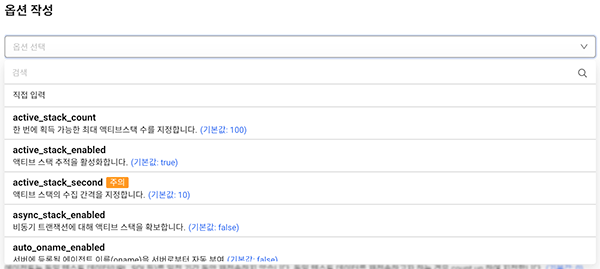 옵션 작성
옵션 선택
검색
직접 입력
active_stack_count
한 번에 획득 가능한 최대 액티브스택 수를 지정합니다. (기본값: 100)
active_stack_enabled
액티브 스택 추적을 활성화합니다. (기본값: true)
active_stack_second 주의
액티브 스택의 수집 간격을 지정합니다. (기본값: 10)
async_stack_enabled
비동기 트랜잭션에 대해 액티브 스택을 확보합니다. (기본값: false)
auto_oname_enabled
서버에 등록될 에이전트 이름(oname)을 서버로부터 자동 부여 (기본값: false)